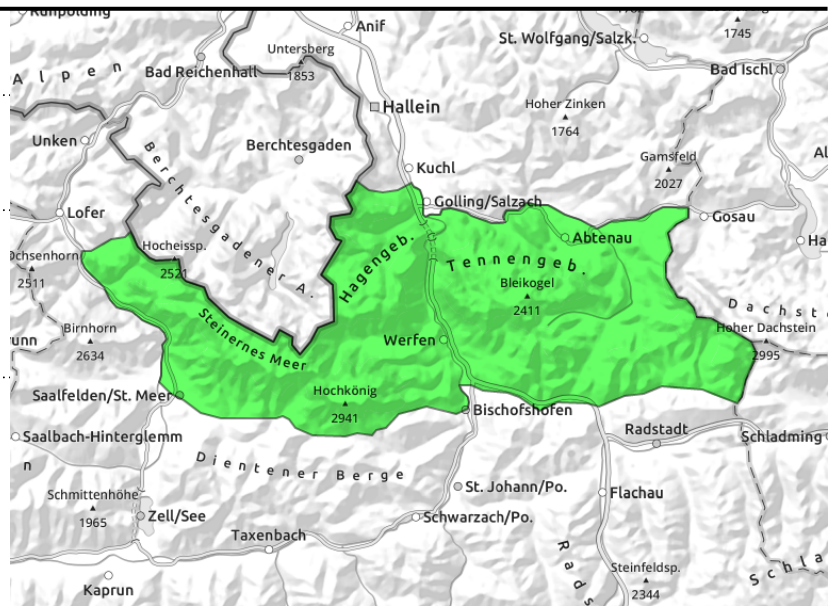 Anif
Untersberg
1853
St. Wolfgang/Salzk.
1745
Alpen
Bad Reichenhall
Bad Ischl
Hallein
Hoher Zinken
1764
Unken
Berchtesgaden
Gamsfeld
2027
Kuchl
Berchtesgadener A.
Golling/Salzach
Lofer
Gosau
Abtenau
Hocheissp.
2521
Hagengeb.
Tennengeb.
2511
Bleikogel
2411
Steinernes Meer
Birnhorn
2634
Werfen
Hoher Dachstein
2995
Hochkönig
2941
Saalfelden/St. Meer
Bischofshofen
Radstadt
Saalbach-Hinterglemm
Schladming
n
Dientener Berge
Schmittenhöhe
1965
St. Johann/Po.
Flachau
Zell/See
Schwarzach/Po.
Taxenbach
Steinfeldsp.
2344
Kaprun